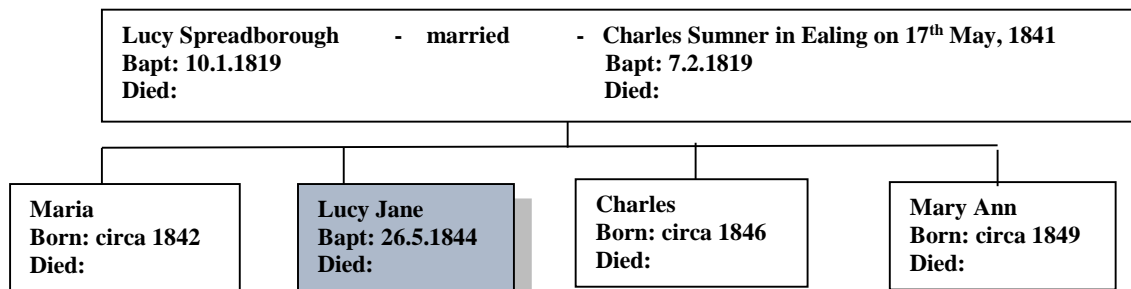 Lucy Spreadborough - married - Charles Sumner in Ealing on 17th May, 1841
Bapt: 10.1.1819 Bapt: 7.2.1819
Died: Died:
Maria
Born: circa 1842
Died:
Lucy Jane
Bapt: 26.5.1844
Died:
Charles
Born: circa 1846
Died:
Mary Ann
Born: circa 1849
Died: